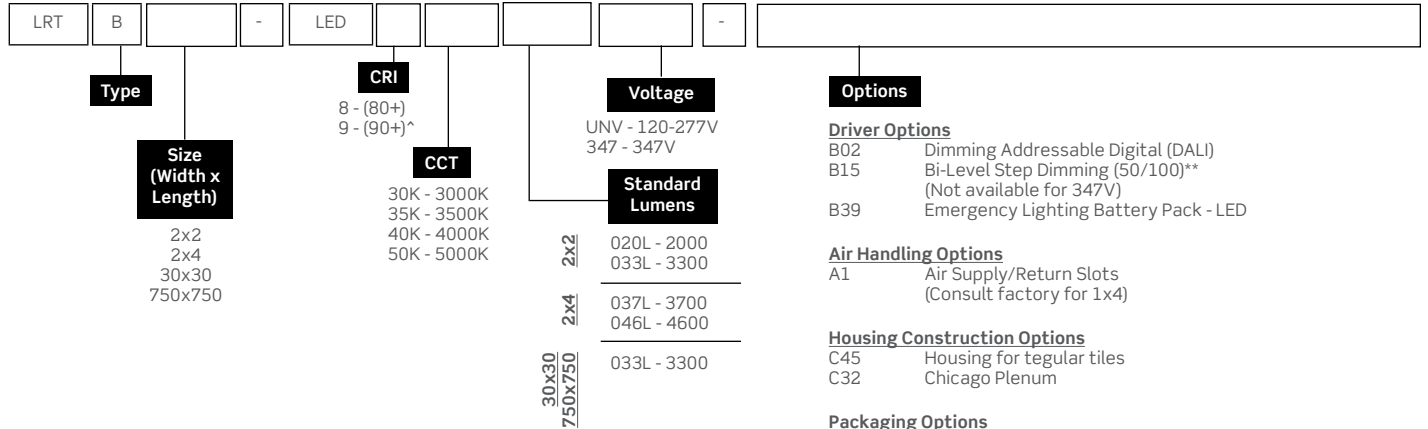 LRT B - LED -
Type
Size
(Width x
Length)
2x2
2x4
30x30
750x750
CRI
8 - (80+)
9 - (90+)^
CCT
30K - 3000K
35K - 3500K
40K - 4000K
50K - 5000K
Voltage
UNV - 120-277V
347 - 347V
Standard
Lumens
2x2
020L - 2000
033L - 3300
2x4
037L - 3700
046L - 4600
30x30
750x750
033L - 3300
Options
Driver Options
B02 Dimming Addressable Digital (DALI)
B15 Bi-Level Step Dimming (50/100)**
(Not available for 347V)
B39 Emergency Lighting Battery Pack - LED
Air Handling Options
A1 Air Supply/Return Slots
(Consult factory for 1x4)
Housing Construction Options
C45 Housing for tegular tiles
C32 Chicago Plenum
Packaging Options